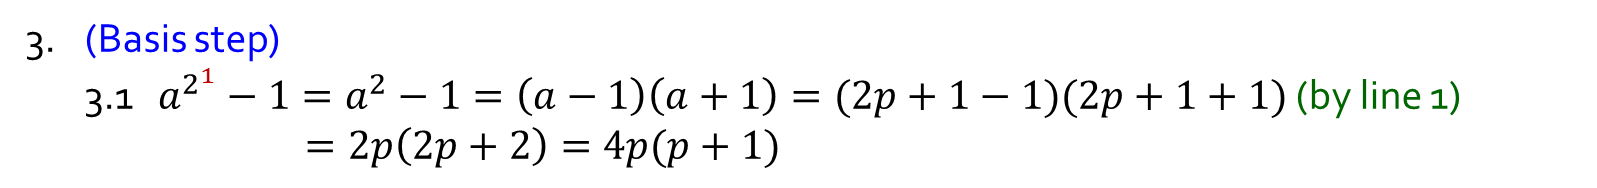 3. (Basis step)
3.1 $a^{2^1} - 1 = a^2 - 1 = (a - 1)(a + 1) = (2p + 1 - 1)(2p + 1 + 1)$ (by line 1)
$= 2p(2p + 2) = 4p(p + 1)$